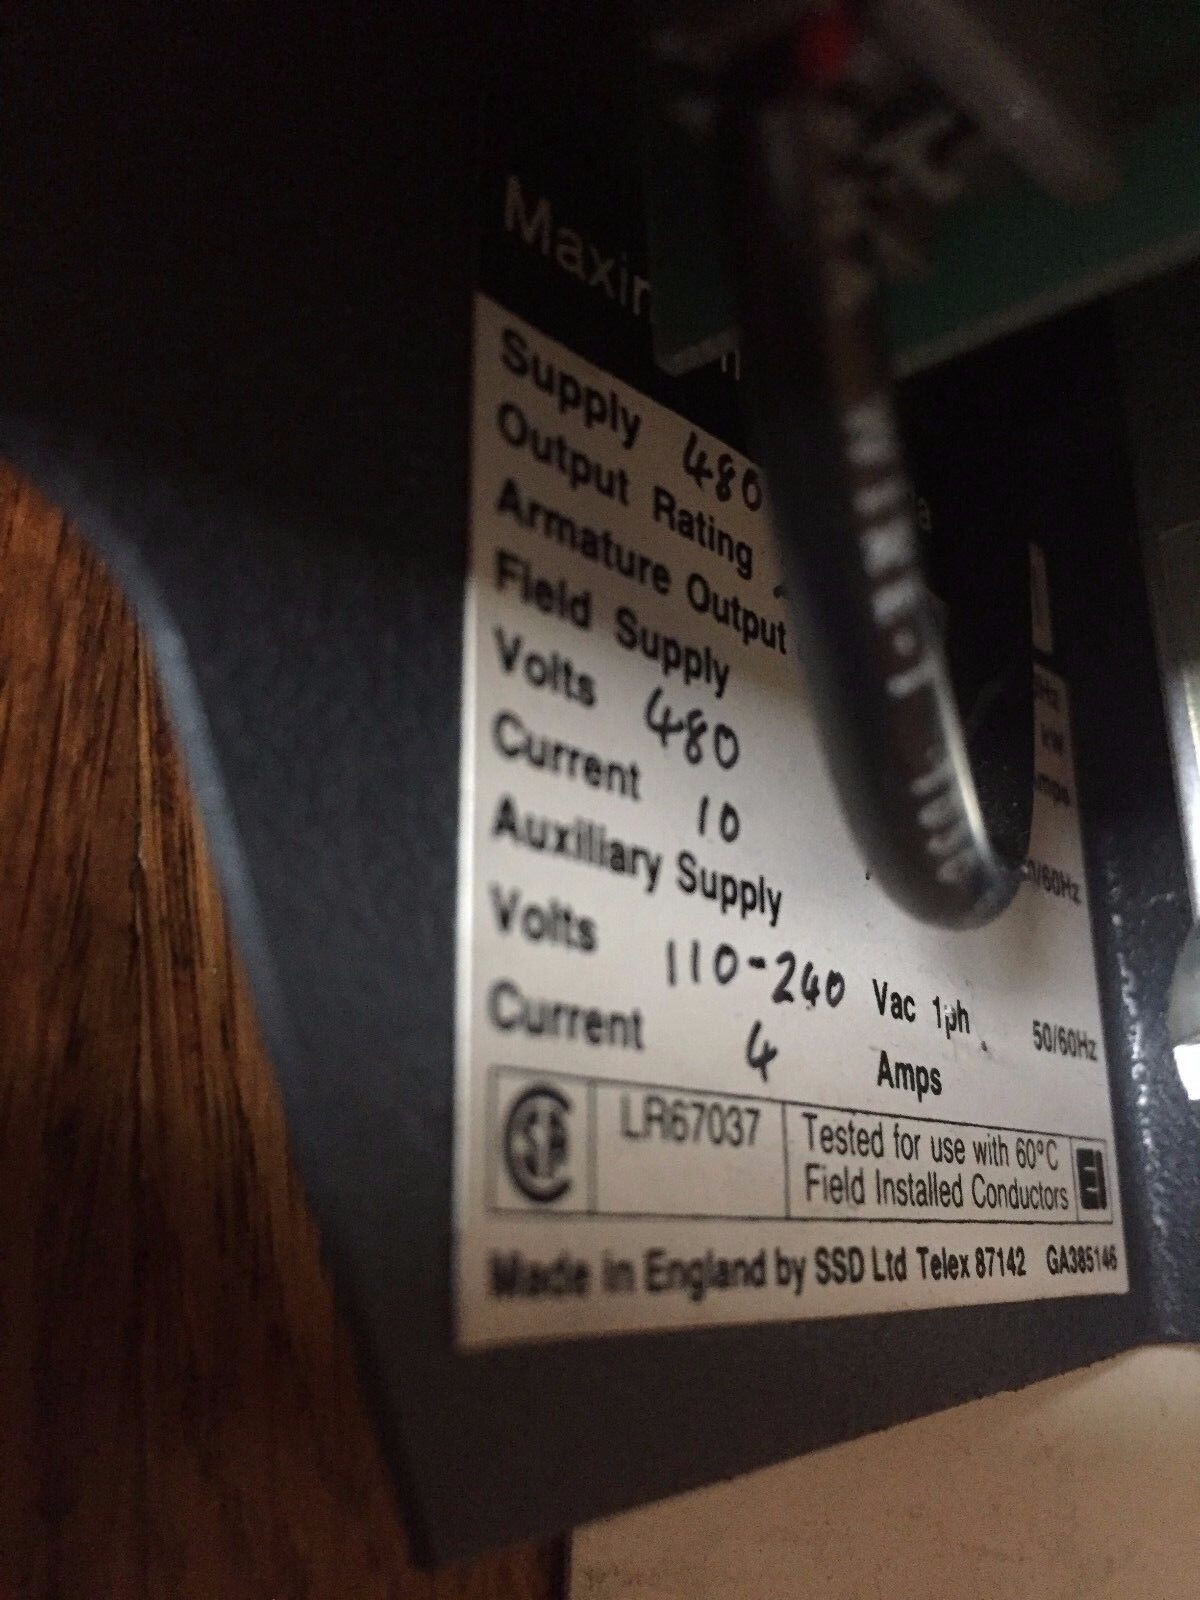 Supply 480
Output Rating
Armature Output
Field Supply
Volts 480
Current 10
Auxiliary Supply
Volts 110-240 Vac 1ph 50/60Hz
Current 4 Amps
LR67037
Tested for use with 60°C
Field Installed Conductors
Made in England by SSD Ltd Telex 87142 GA385146